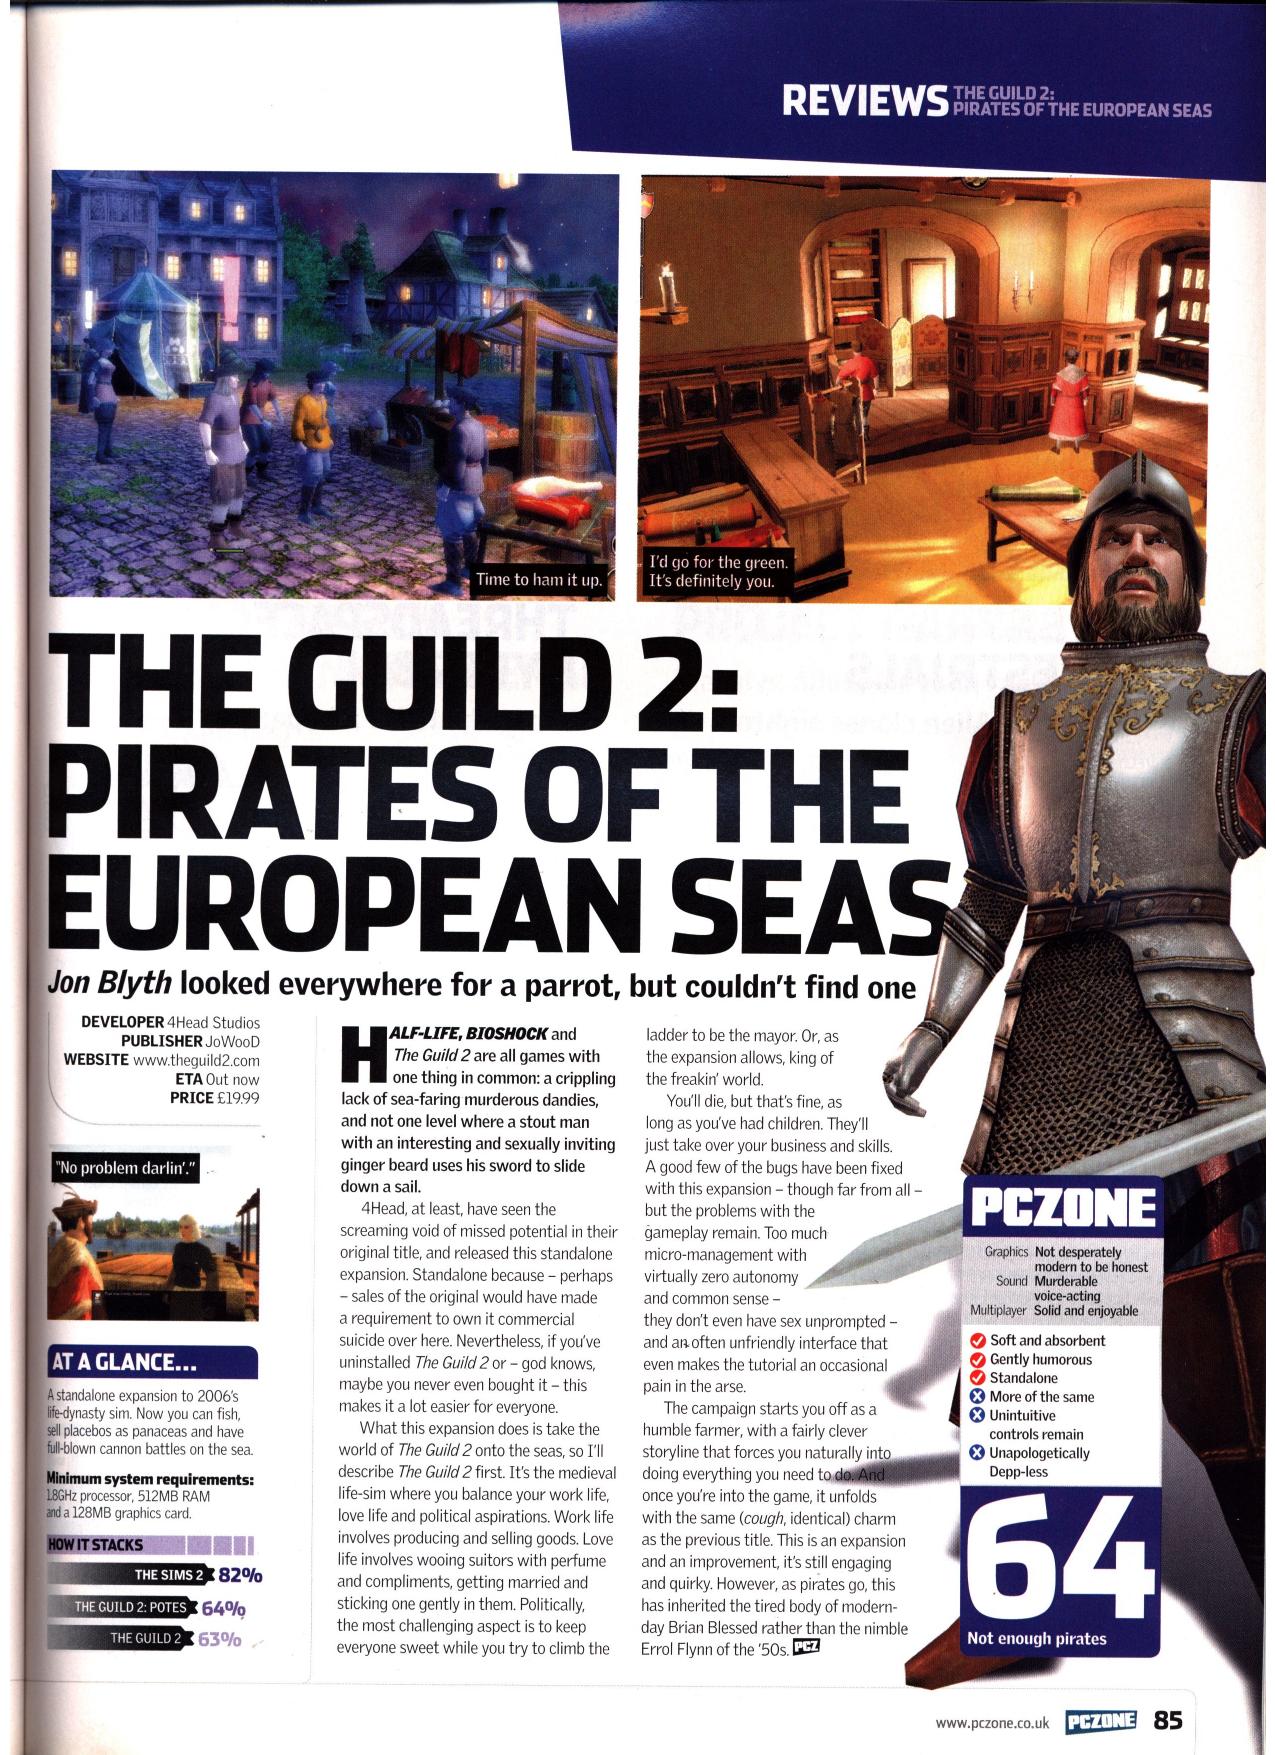 REVIEWS THE GUILD 2:
PIRATES OF THE EUROPEAN SEAS
Time to ham it up.
I'd go for the green.
It's definitely you.
THE GUILD 2:
PIRATES OF THE
EUROPEAN SEAS
Jon Blyth looked everywhere for a parrot, but couldn't find one
DEVELOPER 4Head Studios
PUBLISHER JoWooD
WEBSITE www.theguild2.com
ETA Out now
PRICE £19.99
"No problem darlin'."
AT A GLANCE...
A standalone expansion to 2006's
life-dynasty sim. Now you can fish,
sell placebos as panaceas and have
full-blown cannon battles on the sea.
Minimum system requirements:
1.8GHz processor, 512MB RAM
and a 128MB graphics card.
HOW IT STACKS
THE SIMS 2 82%
THE GUILD 2: POTES 64%
THE GUILD 2 63%
HALF-LIFE, BIOSHOCK and
The Guild 2 are all games with
one thing in common: a crippling
lack of sea-faring murderous dandies,
and not one level where a stout man
with an interesting and sexually inviting
ginger beard uses his sword to slide
down a sail.
4Head, at least, have seen the
screaming void of missed potential in their
original title, and released this standalone
expansion. Standalone because – perhaps
– sales of the original would have made
a requirement to own it commercial
suicide over here. Nevertheless, if you've
uninstalled The Guild 2 or – god knows,
maybe you never even bought it – this
makes it a lot easier for everyone.
What this expansion does is take the
world of The Guild 2 onto the seas, so I'll
describe The Guild 2 first. It's the medieval
life-sim where you balance your work life,
love life and political aspirations. Work life
involves producing and selling goods. Love
life involves wooing suitors with perfume
and compliments, getting married and
sticking one gently in them. Politically,
the most challenging aspect is to keep
everyone sweet while you try to climb the
ladder to be the mayor. Or, as
the expansion allows, king of
the freakin' world.
You'll die, but that's fine, as
long as you've had children. They'll
just take over your business and skills.
A good few of the bugs have been fixed
with this expansion – though far from all –
but the problems with the
gameplay remain. Too much
micro-management with
virtually zero autonomy
and common sense –
they don't even have sex unprompted –
and an often unfriendly interface that
even makes the tutorial an occasional
pain in the arse.
The campaign starts you off as a
humble farmer, with a fairly clever
storyline that forces you naturally into
doing everything you need to do. And
once you're into the game, it unfolds
with the same (cough, identical) charm
as the previous title. This is an expansion
and an improvement, it's still engaging
and quirky. However, as pirates go, this
has inherited the tired body of modern-
day Brian Blessed rather than the nimble
Errol Flynn of the '50s. PCZ
PCZONE
Graphics Not desperately
modern to be honest
Sound Murderable
voice-acting
Multiplayer Solid and enjoyable
Soft and absorbent
Gently humorous
Standalone
More of the same
Unintuitive
controls remain
Unapologetically
Depp-less
64
Not enough pirates
www.pczone.co.uk PCZONE 85